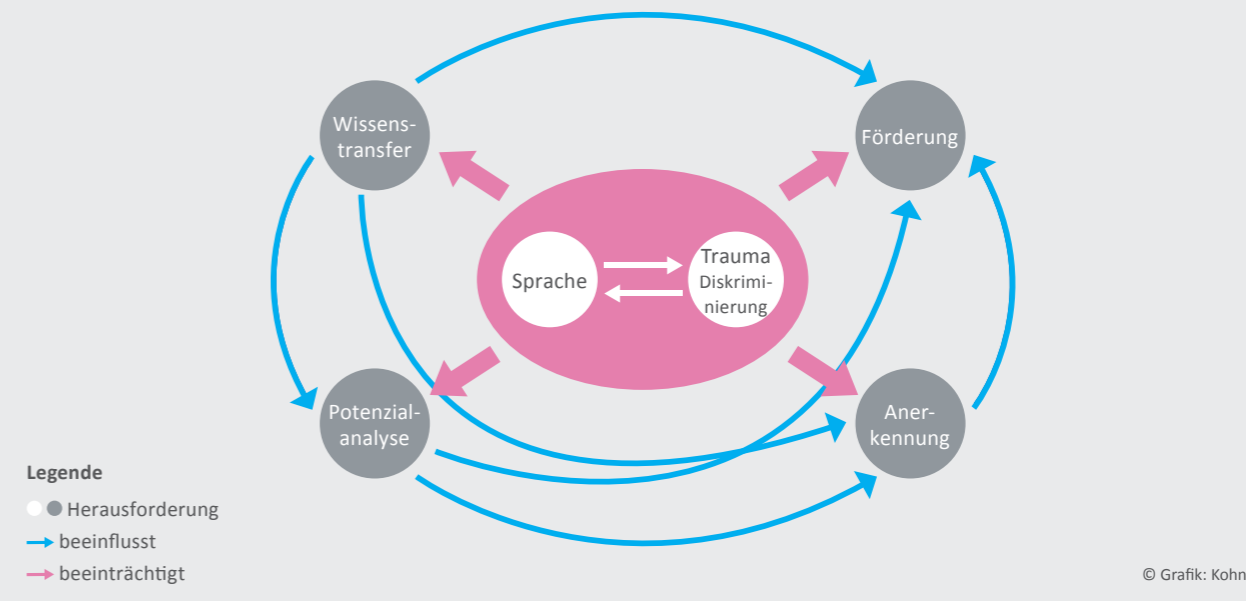 Wissens-
transfer
Förderung
Sprache
Trauma
Diskrimi-
nierung
Potenzial-
analyse
Aner-
kennung
Legende
Herausforderung
beeinflusst
beeinträchtigt
© Grafik: Kohn